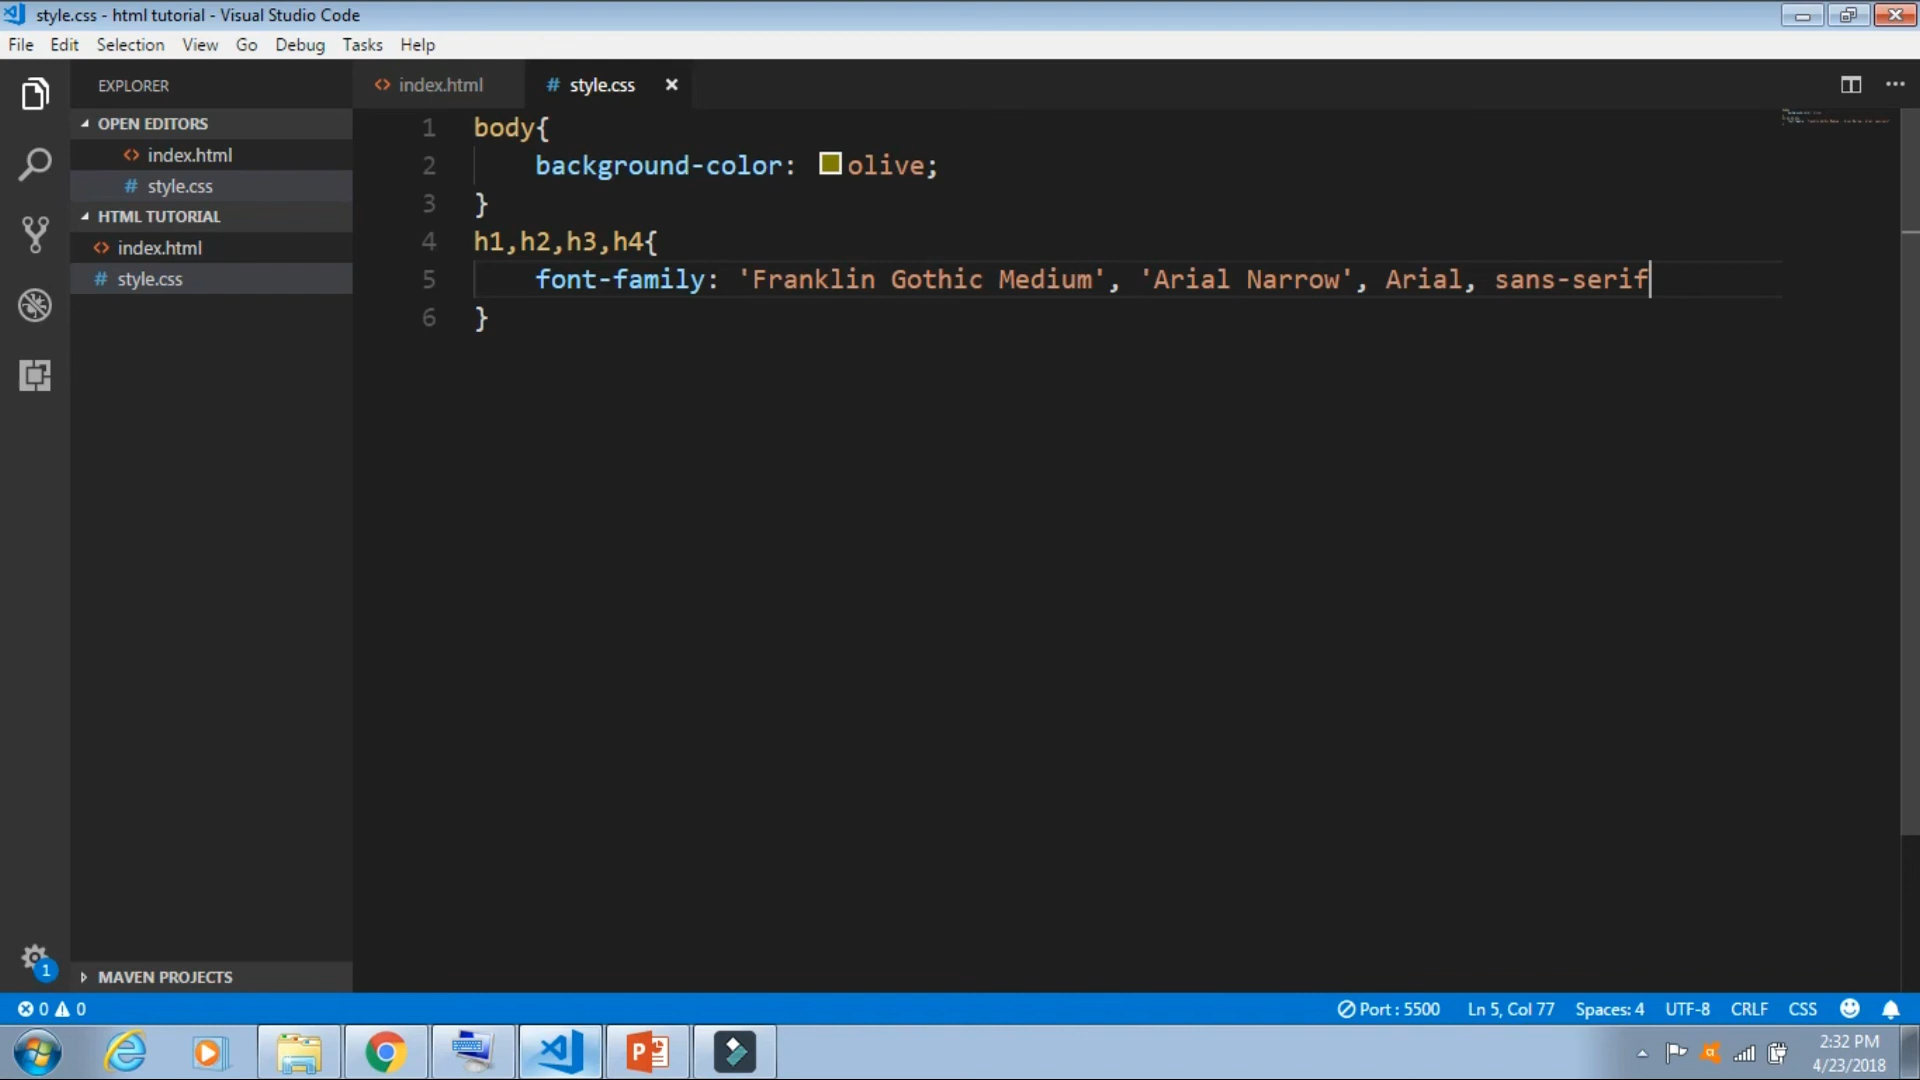 style.css - html tutorial - Visual Studio Code
File Edit Selection View Go Debug Tasks Help
EXPLORER
OPEN EDITORS
<> index.html
# style.css
HTML TUTORIAL
<> index.html
# style.css
MAVEN PROJECTS
<> index.html # style.css
1 body{
2 background-color: olive;
3 }
4 h1,h2,h3,h4{
5 font-family: 'Franklin Gothic Medium', 'Arial Narrow', Arial, sans-serif
6 }
1
0 0 Port : 5500 Ln 5, Col 77 Spaces: 4 UTF-8 CRLF CSS
2:32 PM
4/23/2018